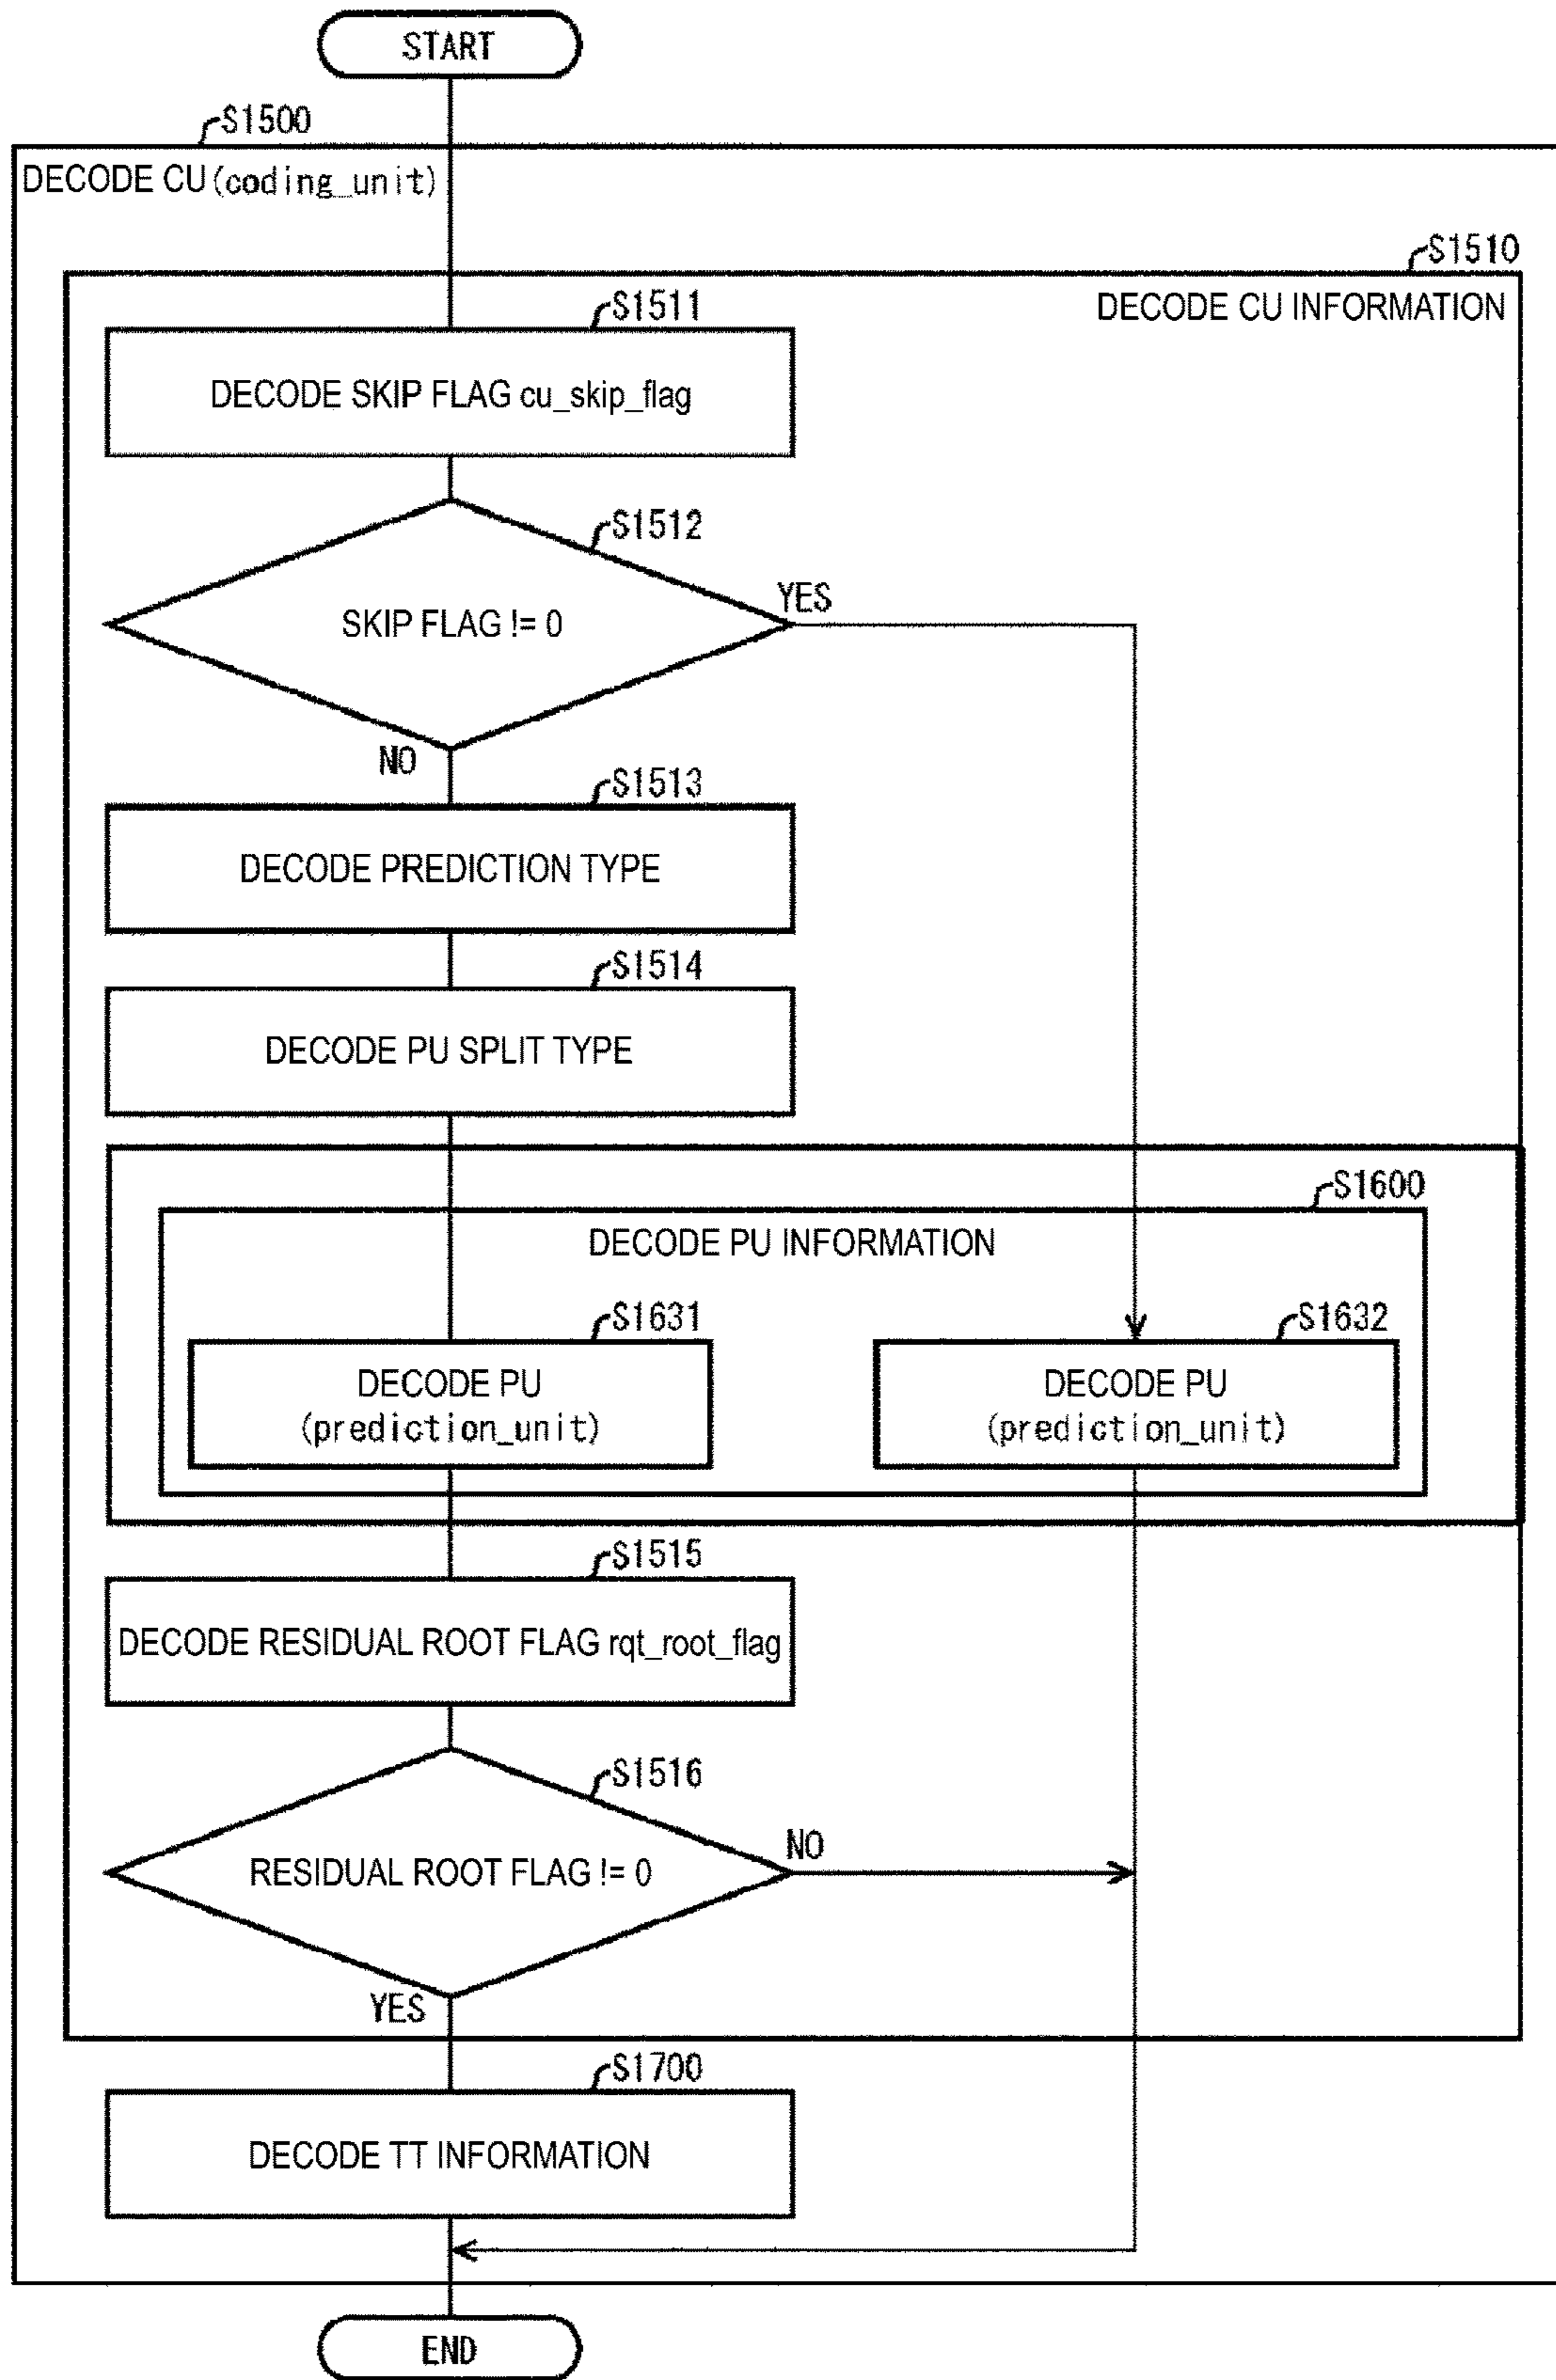 START
S1500
DECODE CU (coding_unit)
S1510
DECODE CU INFORMATION
S1511
DECODE SKIP FLAG cu_skip_flag
S1512
SKIP FLAG != 0
YES
NO
S1513
DECODE PREDICTION TYPE
S1514
DECODE PU SPLIT TYPE
S1600
DECODE PU INFORMATION
S1631
DECODE PU
(prediction_unit)
S1632
DECODE PU
(prediction_unit)
S1515
DECODE RESIDUAL ROOT FLAG rqt_root_flag
S1516
RESIDUAL ROOT FLAG != 0
NO
YES
S1700
DECODE TT INFORMATION
END